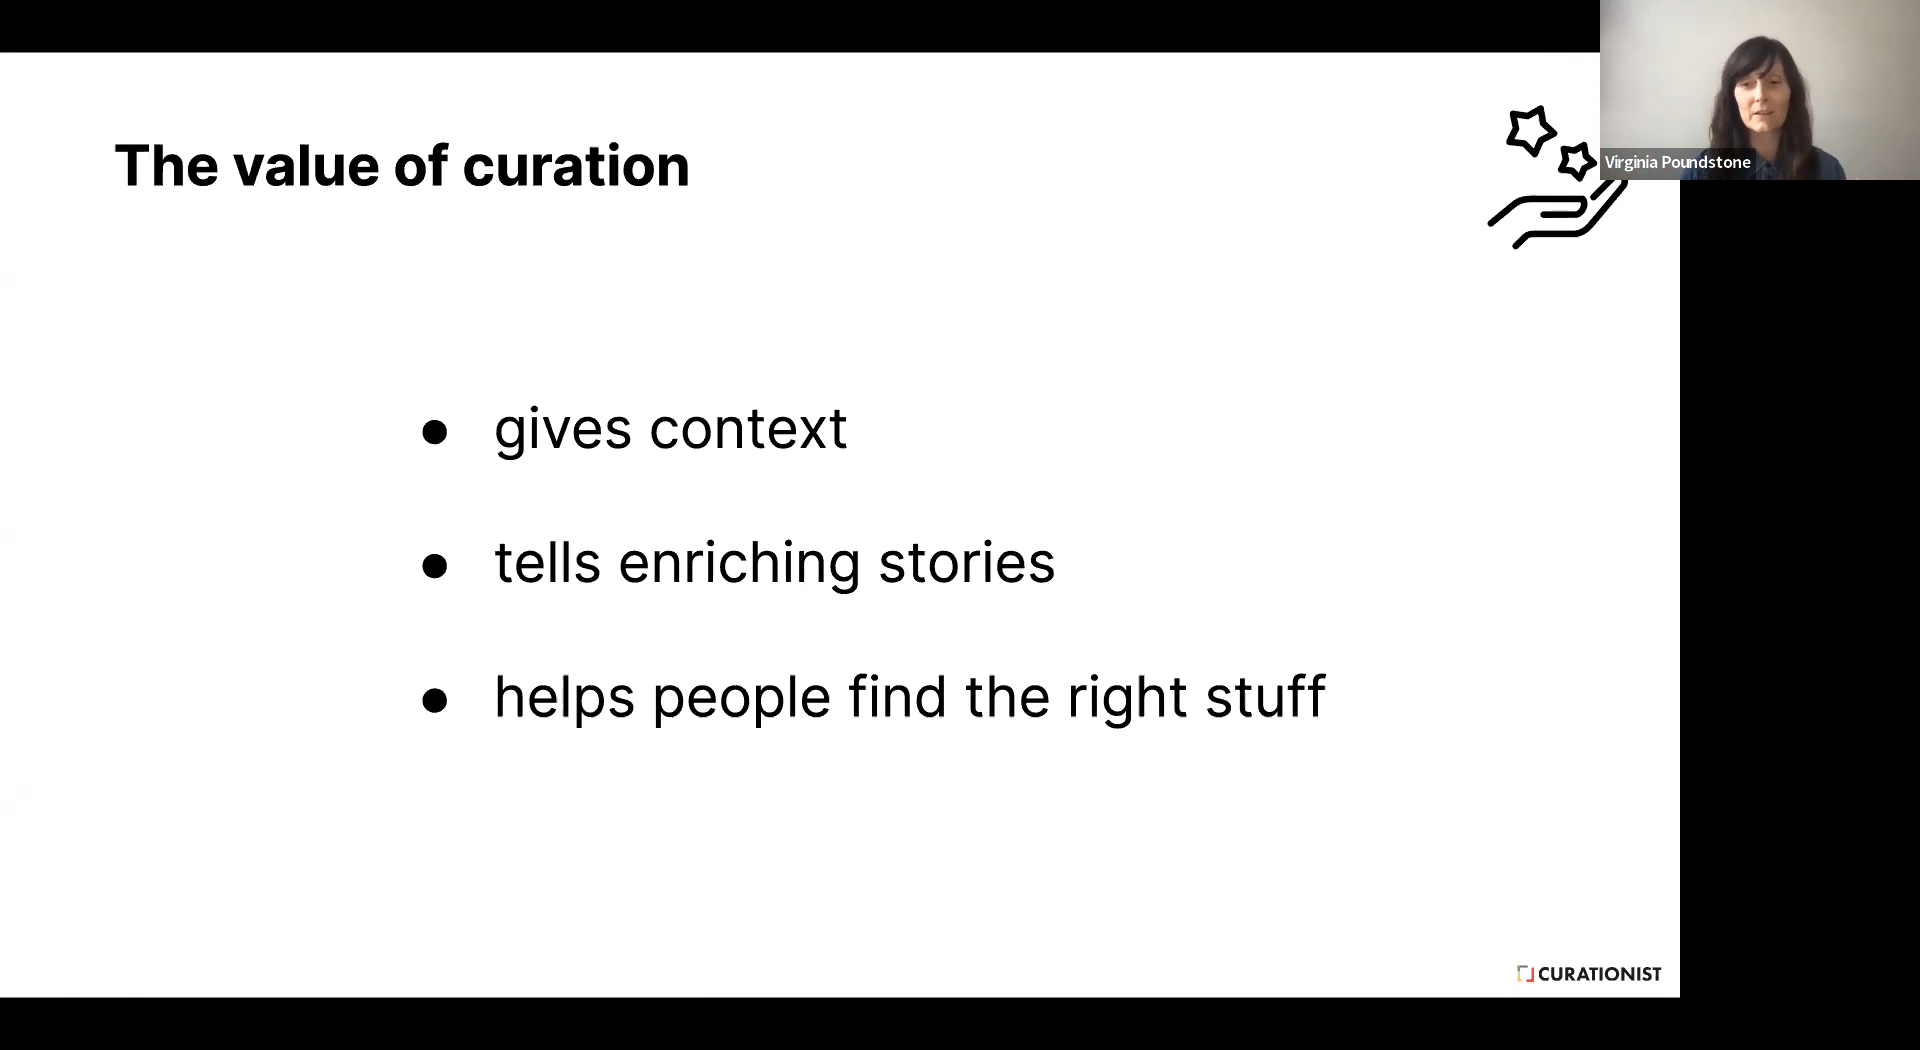 The value of curation
Virginia Poundstone
● gives context
● tells enriching stories
● helps people find the right stuff
CURATIONIST